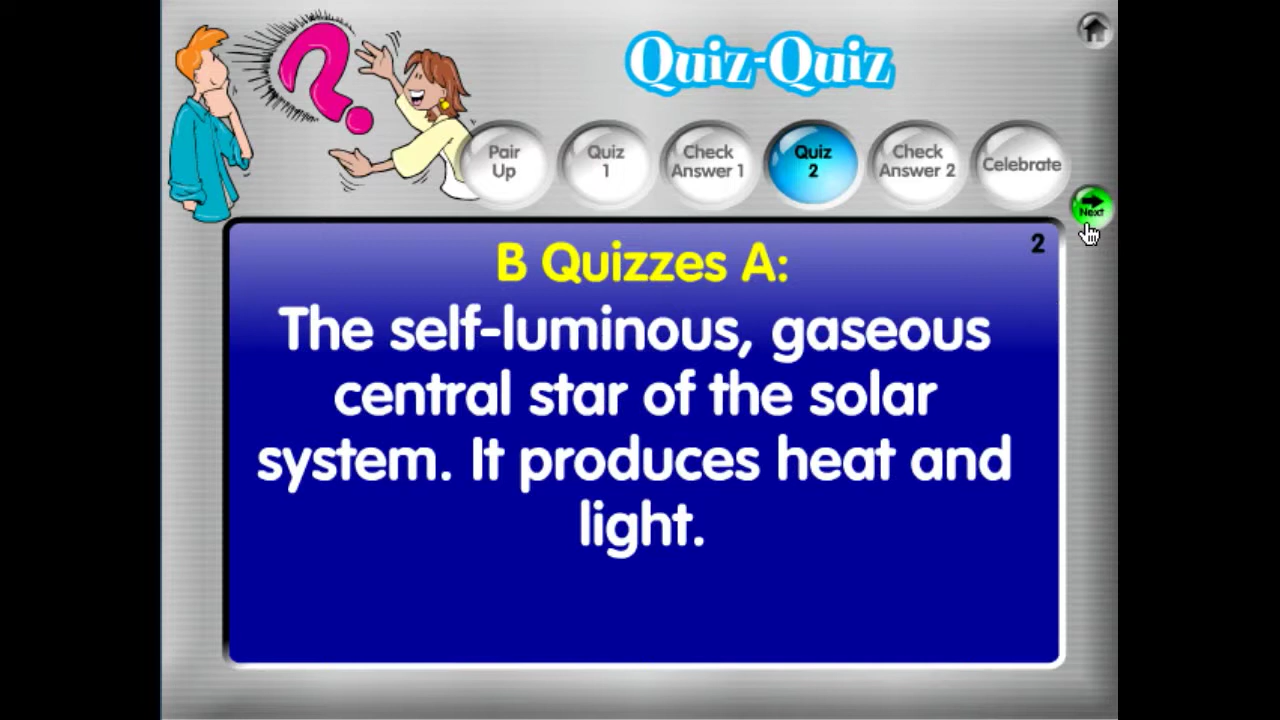 Quiz-Quiz
Pair
Up
Quiz
1
Check
Answer 1
Quiz
2
Check
Answer 2
Celebrate
Next
2
B Quizzes A:
The self-luminous, gaseous
central star of the solar
system. It produces heat and
light.